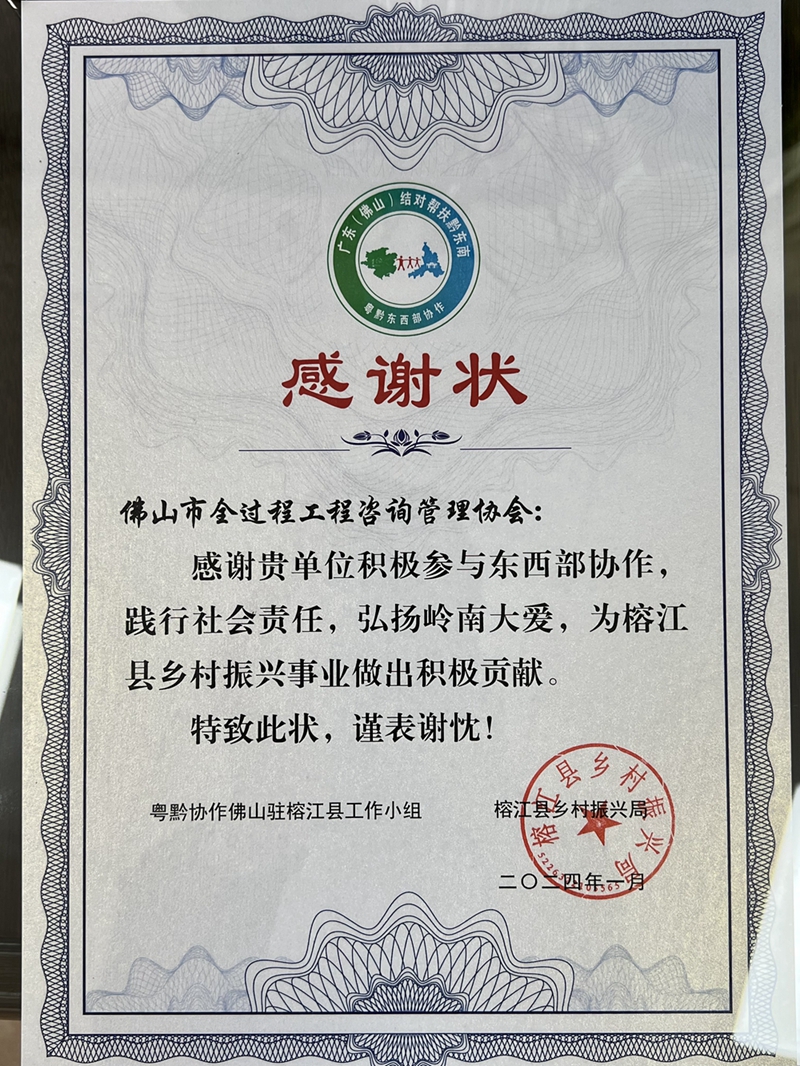 广东（佛山）结对帮扶黔东南
粤黔东西部协作
感谢状
佛山市全过程工程咨询管理协会：
感谢贵单位积极参与东西部协作，
践行社会责任，弘扬岭南大爱，为榕江
县乡村振兴事业做出积极贡献。
特致此状，谨表谢忱！
粤黔协作佛山驻榕江县工作小组
榕江县乡村振兴局
榕江县乡村振兴局
二〇二四年一月